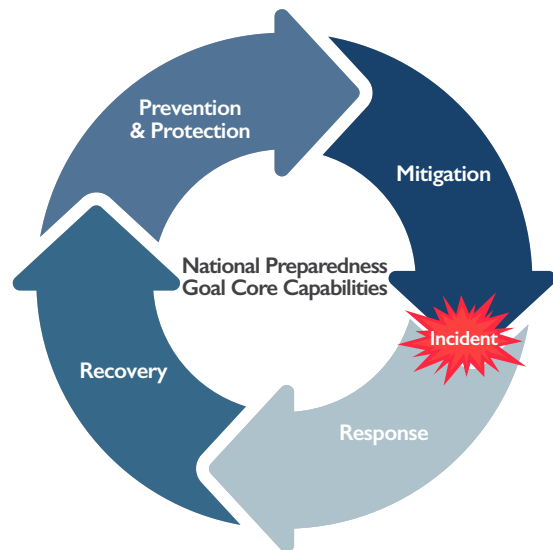 Prevention
& Protection
Mitigation
National Preparedness
Goal Core Capabilities
Incident
Recovery
Response